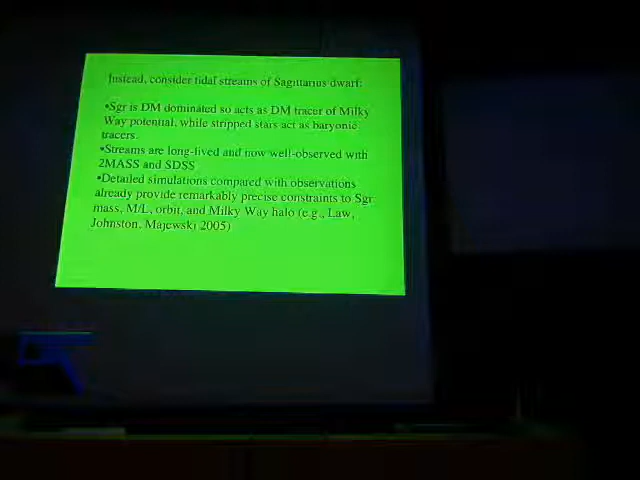 Instead, consider tidal streams of Sagittarius dwarf:
•Sgr is DM dominated so acts as DM tracer of Milky
Way potential, while stripped stars act as baryonic
tracers.
•Streams are long-lived and now well-observed with
2MASS and SDSS
•Detailed simulations compared with observations
already provide remarkably precise constraints to Sgr
mass, M/L, orbit, and Milky Way halo (e.g., Law,
Johnston, Majewski 2005)